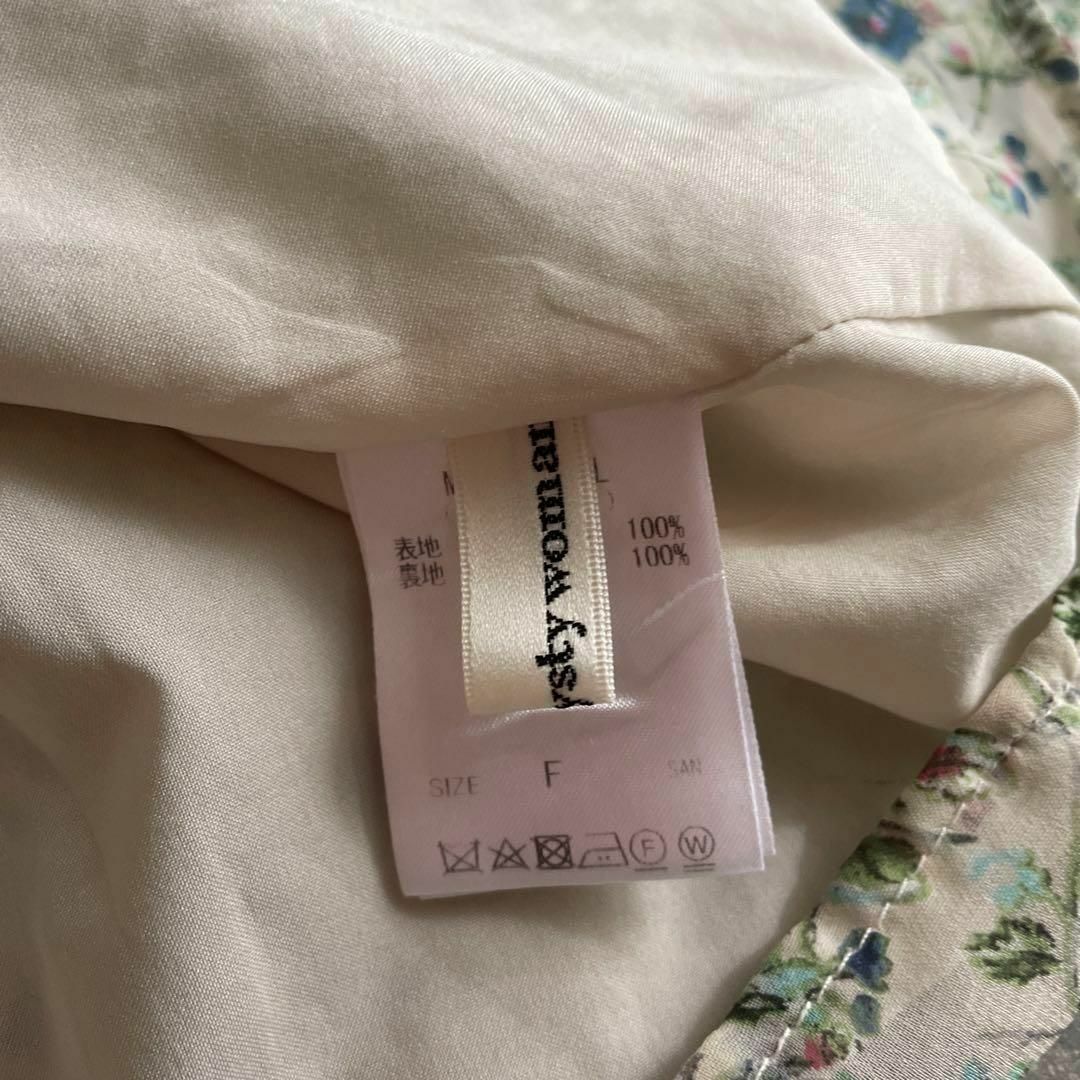 表地 100%
裏地 100%
ysty woman
SIZE F SAN
F W